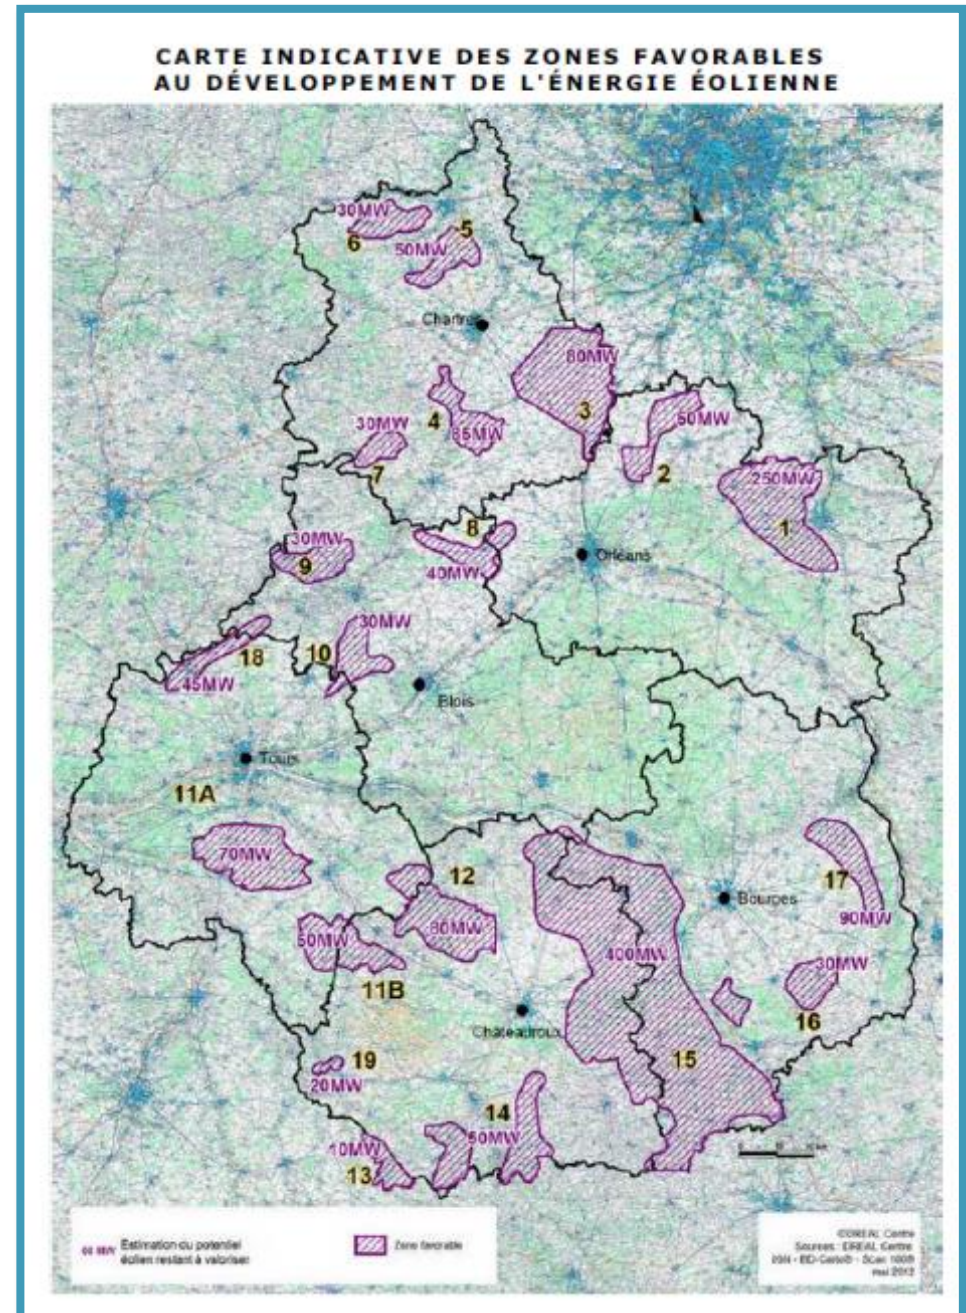 CARTE INDICATIVE DES ZONES FAVORABLES
AU DÉVELOPPEMENT DE L'ÉNERGIE ÉOLIENNE
30MW
6
5
50MW
Chartres
80MW
3
4
85MW
30MW
7
50MW
2
250MW
1
8
40MW
Orléans
30MW
9
30MW
10
18
45MW
Blois
Tours
11A
70MW
12
80MW
50MW
11B
17
90MW
Bourges
400MW
30MW
16
Châteauroux
15
19
20MW
14
50MW
10MW
13
Estimation du potentiel
éolien restant à valoriser
Zone favorable
©DREAL Centre
Sources : DREAL Centre
mai 2012